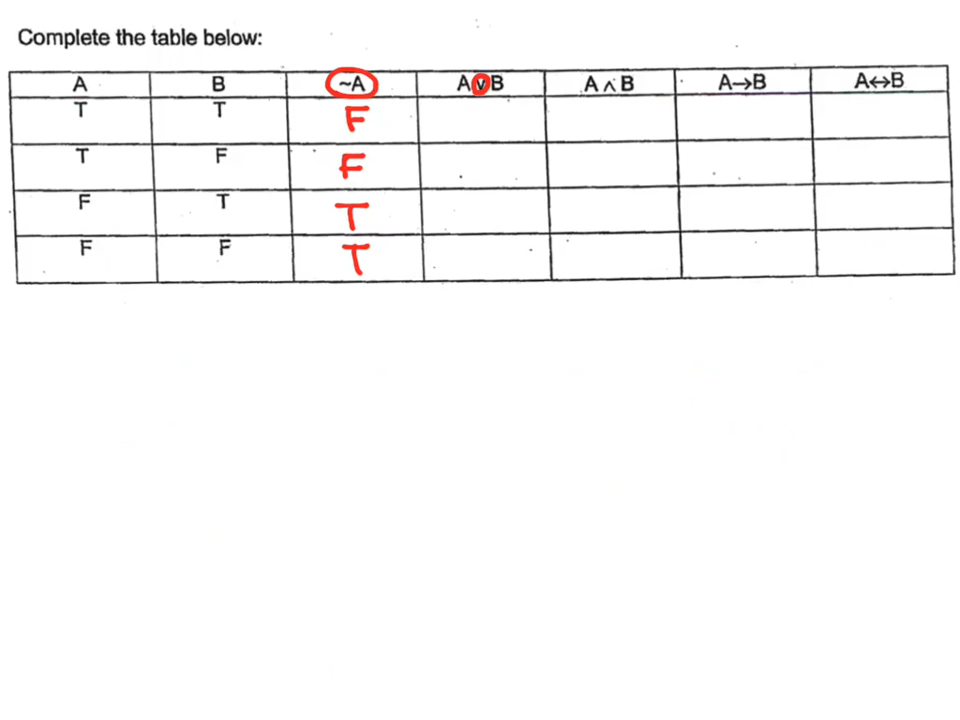 Complete the table below:
A B ~A A∨B A∧B A→B A↔B
T T F
T F F
F T T
F F T